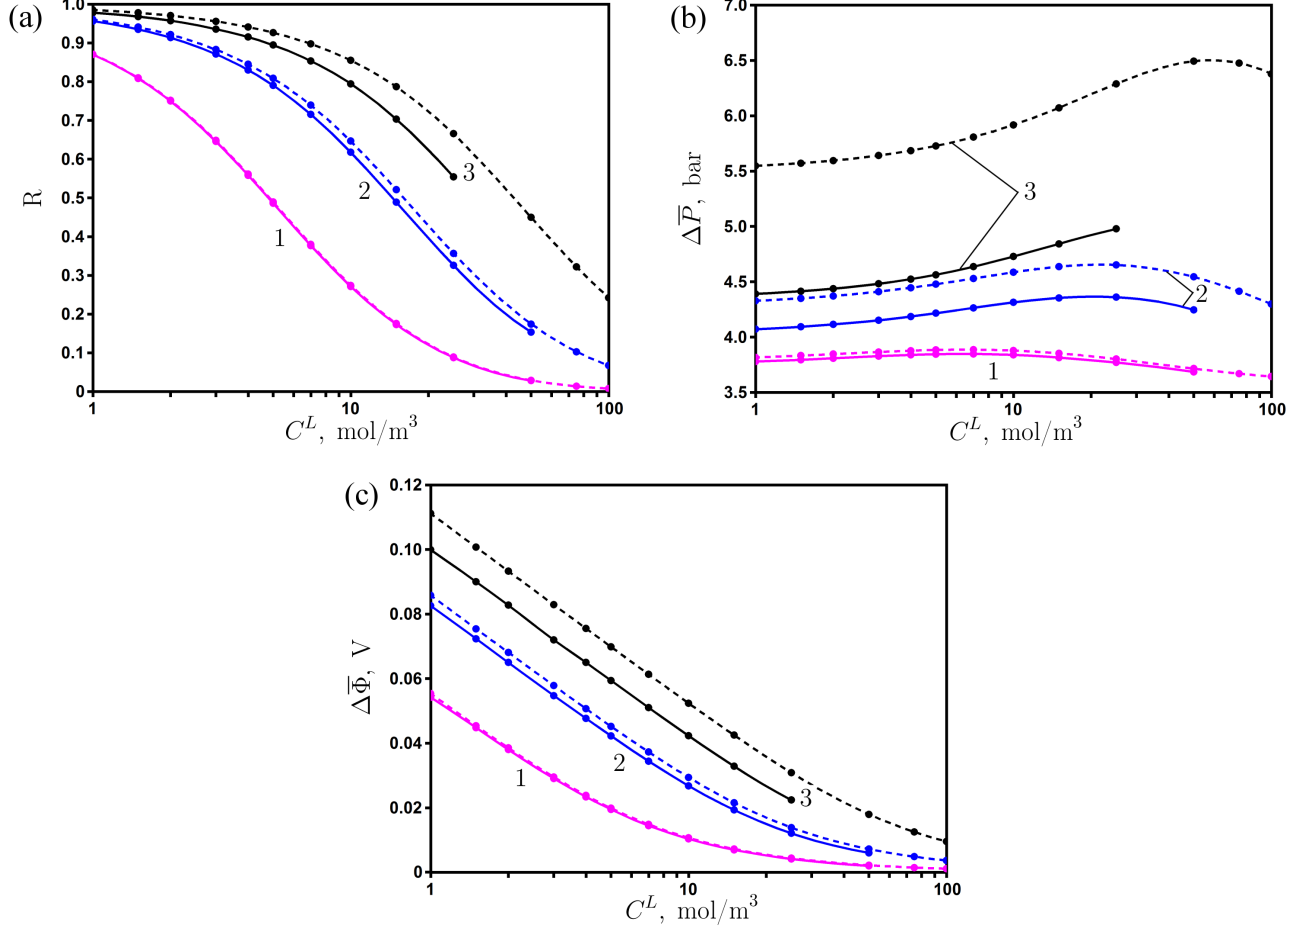 (a)
1.0
0.9
0.8
0.7
0.6
0.5
0.4
0.3
0.2
0.1
0
R
1
2
3
1 10 100
C^L, mol/m^3
(b)
7.0
6.5
6.0
5.5
5.0
4.5
4.0
3.5
ΔP̅, bar
3
2
1
1 10 100
C^L, mol/m^3
(c)
0.12
0.10
0.08
0.06
0.04
0.02
0
ΔΦ̅, V
1
2
3
1 10 100
C^L, mol/m^3